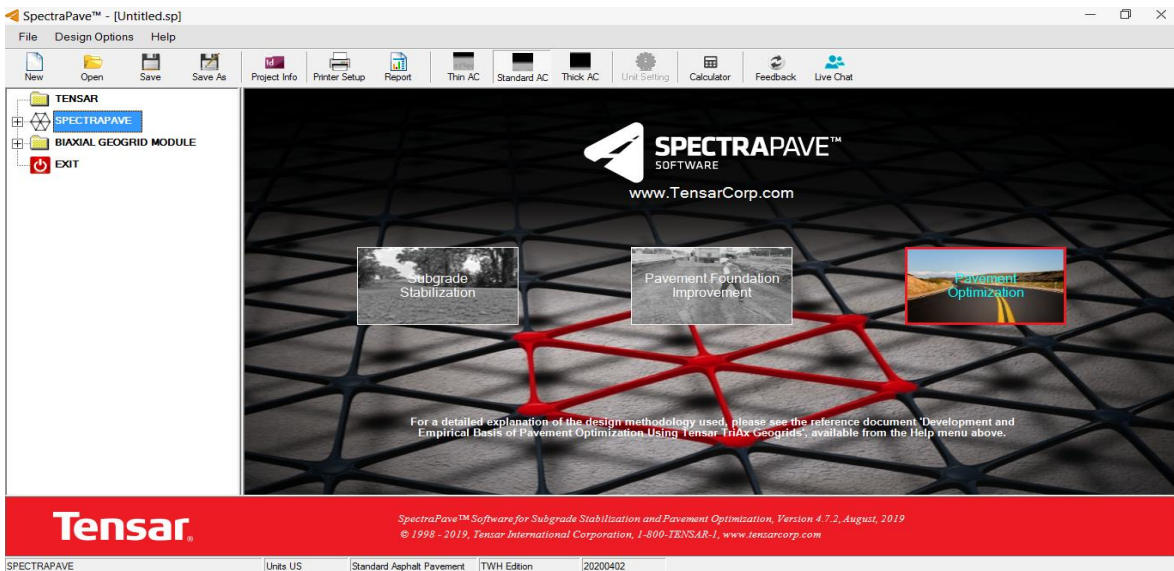 SpectraPave™ - [Untitled.sp]
File Design Options Help
New Open Save Save As Project Info Printer Setup Report Thin AC Standard AC Thick AC Unit Setting Calculator Feedback Live Chat
TENSAR
SPECTRAPAVE
BIAXIAL GEOGRID MODULE
EXIT
SPECTRAPAVE™
SOFTWARE
www.TensarCorp.com
Subgrade
Stabilization
Pavement Foundation
Improvement
Pavement
Optimization
For a detailed explanation of the design methodology used, please see the reference document 'Development and
Empirical Basis of Pavement Optimization Using Tensar TriAx Geogrids', available from the Help menu above.
Tensar®
SpectraPave™ Software for Subgrade Stabilization and Pavement Optimization, Version 4.7.2, August, 2019
© 1998 - 2019, Tensar International Corporation, 1-800-TENSAR-1, www.tensarcorp.com
SPECTRAPAVE Units US Standard Asphalt Pavement TWH Edition 20200402